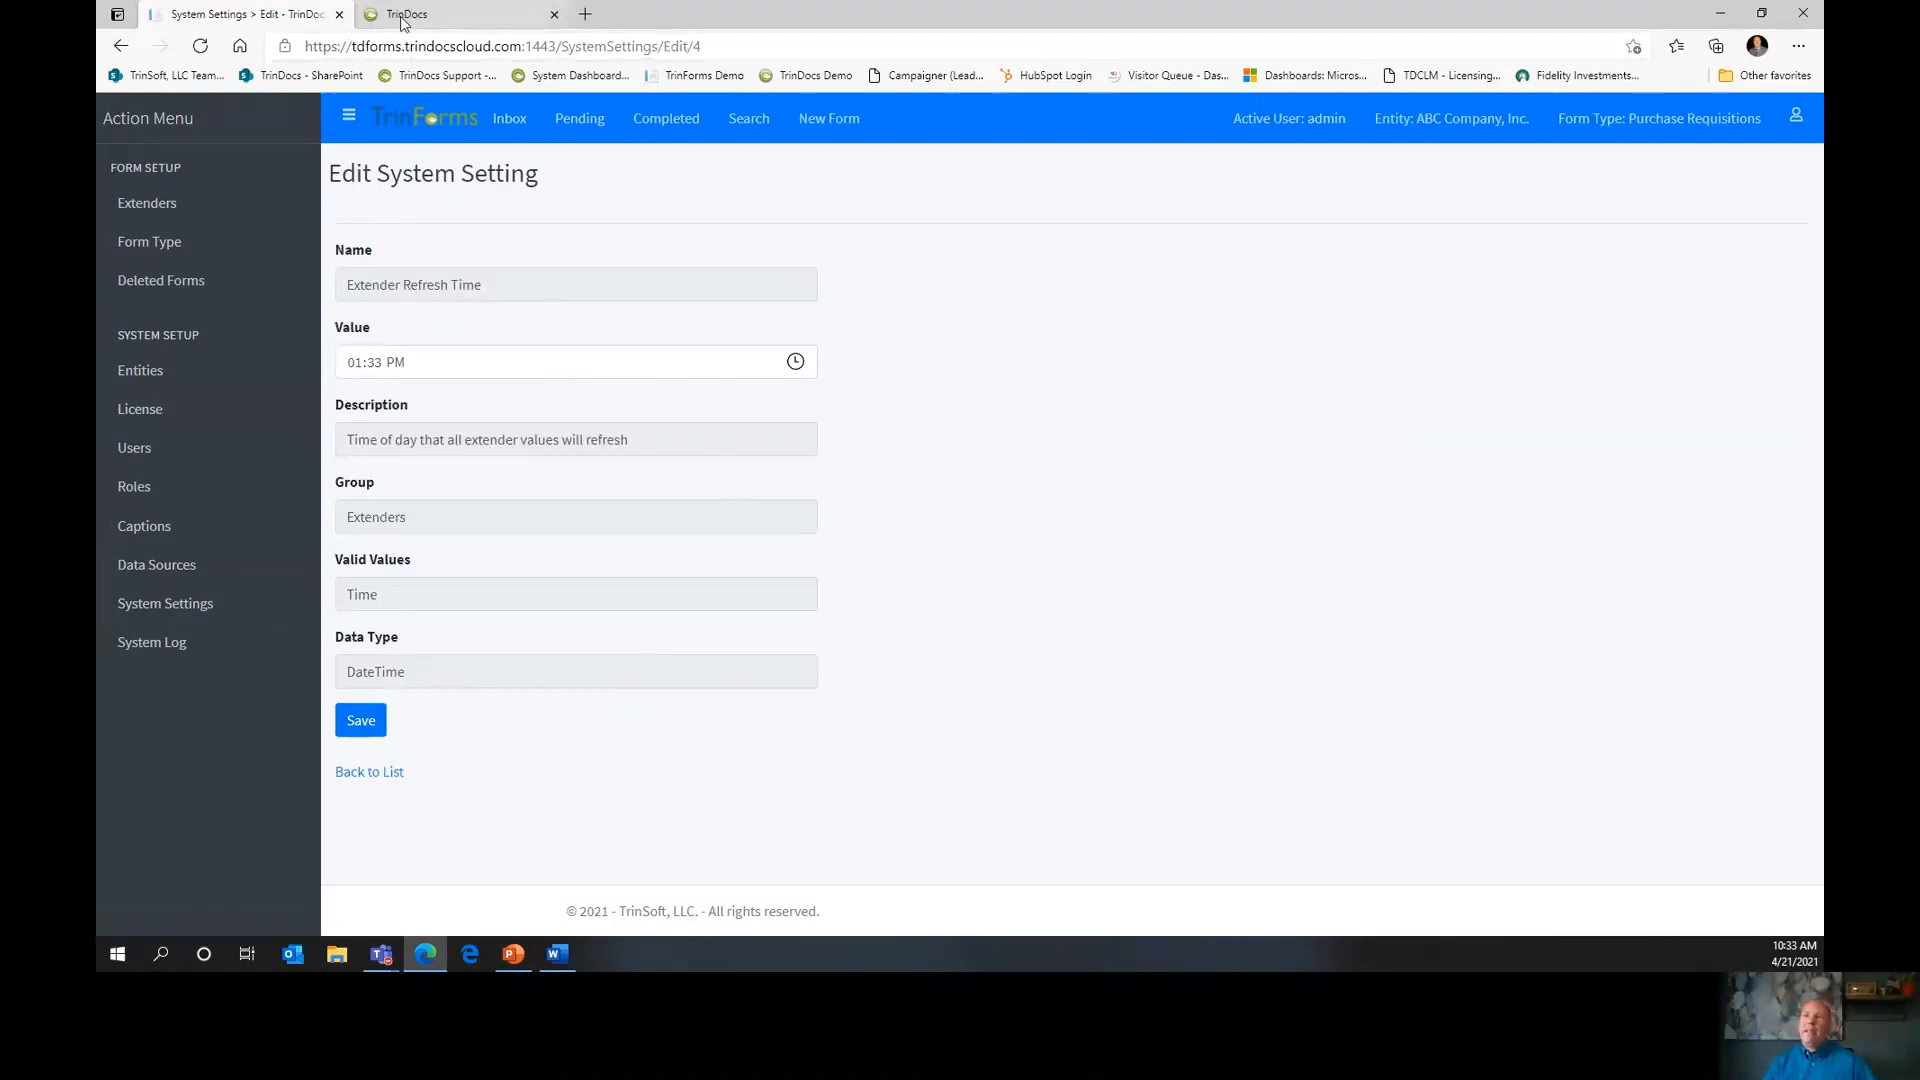 System Settings > Edit - TrinDoc
TrinDocs
https://tdforms.trindocscloud.com:1443/SystemSettings/Edit/4
TrinSoft, LLC Team...
TrinDocs - SharePoint
TrinDocs Support -...
System Dashboard...
TrinForms Demo
TrinDocs Demo
Campaigner (Lead...
HubSpot Login
Visitor Queue - Das...
Dashboards: Micros...
TDCLM - Licensing...
Fidelity Investments...
Other favorites
Action Menu
TrinForms
Inbox
Pending
Completed
Search
New Form
Active User: admin
Entity: ABC Company, Inc.
Form Type: Purchase Requisitions
FORM SETUP
Extenders
Form Type
Deleted Forms
SYSTEM SETUP
Entities
License
Users
Roles
Captions
Data Sources
System Settings
System Log
Edit System Setting
Name
Extender Refresh Time
Value
01:33 PM
Description
Time of day that all extender values will refresh
Group
Extenders
Valid Values
Time
Data Type
DateTime
Save
Back to List
© 2021 - TrinSoft, LLC. - All rights reserved.
10:33 AM
4/21/2021